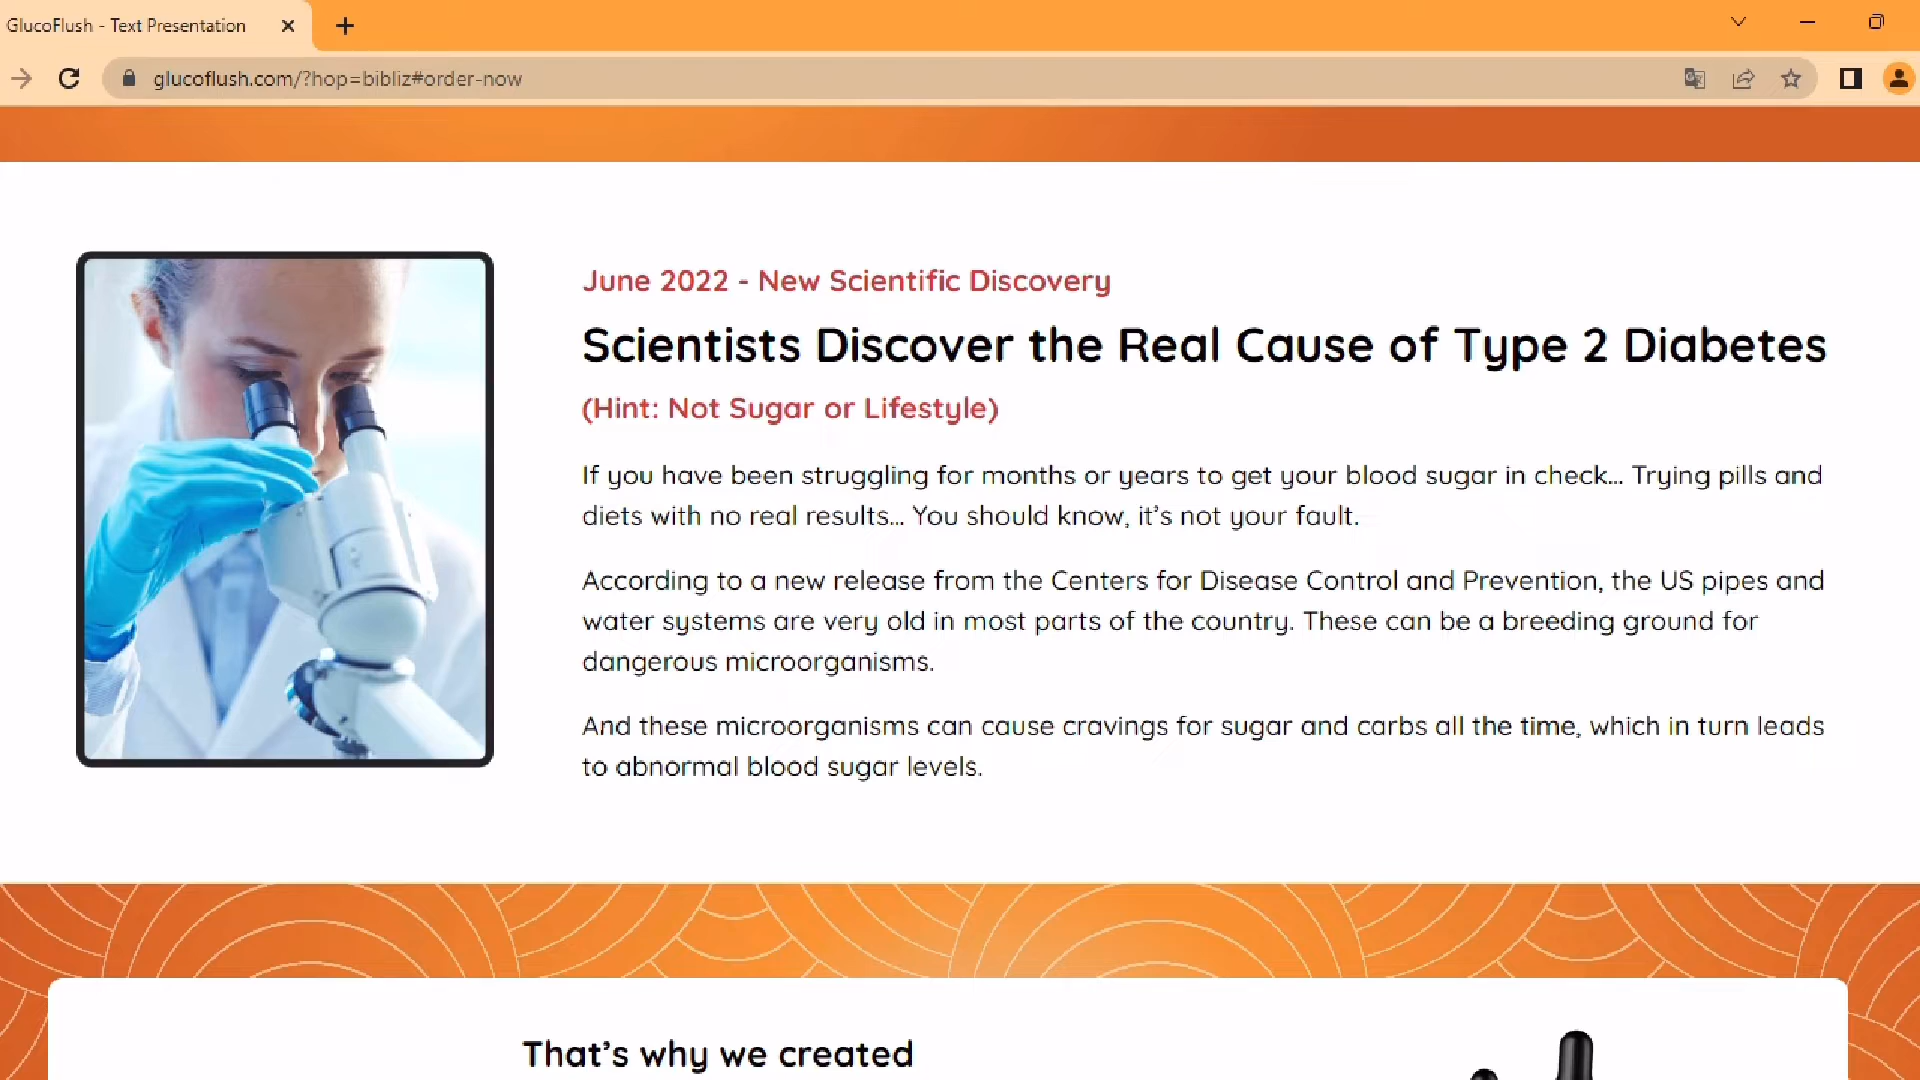 GlucoFlush - Text Presentation
glucoflush.com/?hop=bibliz#order-now
June 2022 - New Scientific Discovery
Scientists Discover the Real Cause of Type 2 Diabetes
(Hint: Not Sugar or Lifestyle)
If you have been struggling for months or years to get your blood sugar in check... Trying pills and
diets with no real results... You should know, it’s not your fault.
According to a new release from the Centers for Disease Control and Prevention, the US pipes and
water systems are very old in most parts of the country. These can be a breeding ground for
dangerous microorganisms.
And these microorganisms can cause cravings for sugar and carbs all the time, which in turn leads
to abnormal blood sugar levels.
That’s why we created